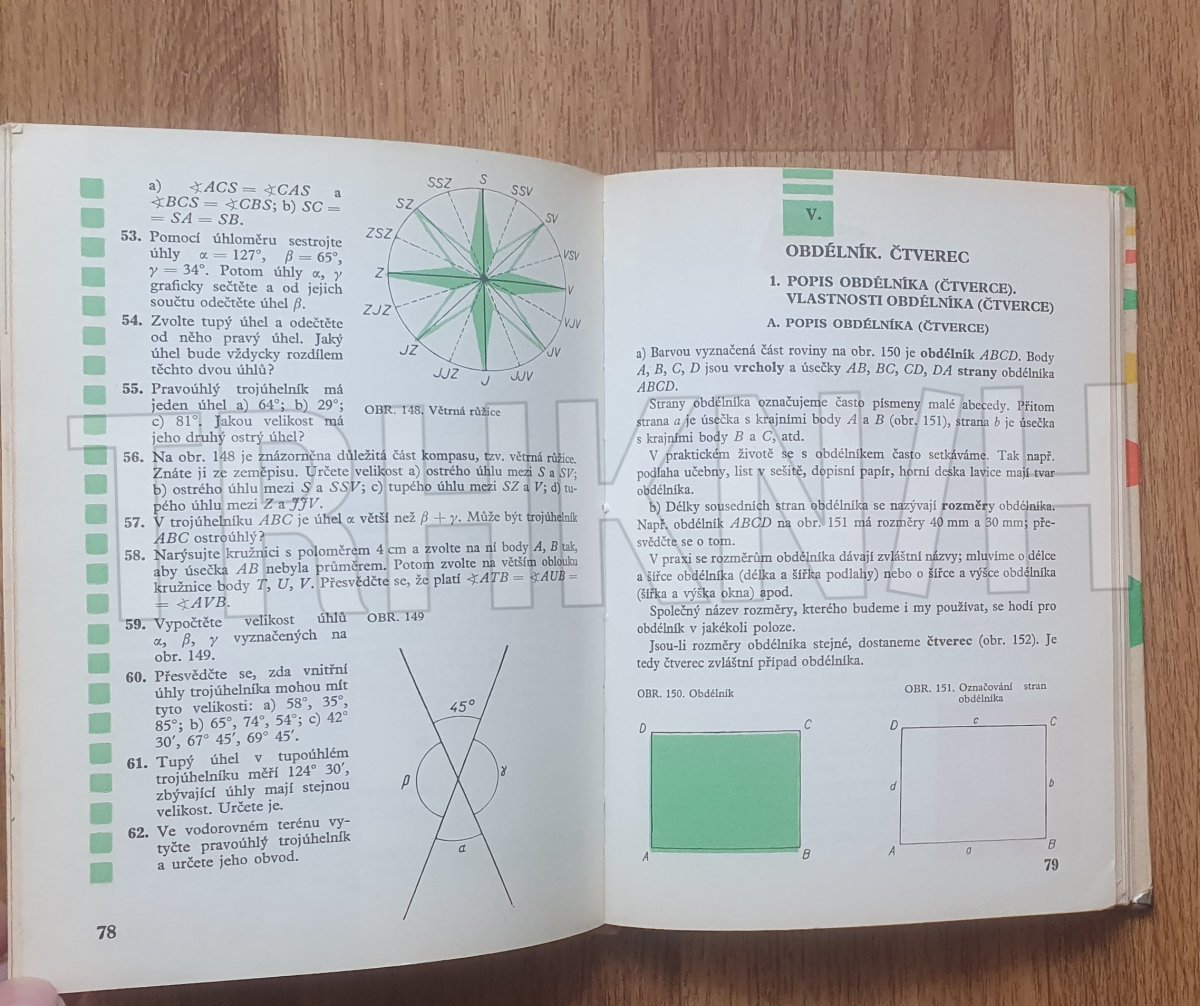 a) ∢ACS = ∢CAS a
∢BCS = ∢CBS; b) SC =
= SA = SB.
53. Pomocí úhloměru sestrojte
úhly α = 127°, β = 65°,
γ = 34°. Potom úhly α, γ
graficky sečtěte a od jejich
součtu odečtěte úhel β.
54. Zvolte tupý úhel a odečtěte
od něho pravý úhel. Jaký
úhel bude vždycky rozdílem
těchto dvou úhlů?
55. Pravoúhlý trojúhelník má
jeden úhel a) 64°; b) 29°;
c) 81°. Jakou velikost má
jeho druhý ostrý úhel?
S
SSV
SV
VSV
V
VJV
JV
JJV
J
JJZ
JZ
ZJZ
Z
ZSZ
SZ
SSZ
OBR. 148. Větrná růžice
56. Na obr. 148 je znázorněna důležitá část kompasu, tzv. větrná růžice.
Znáte ji ze zeměpisu. Určete velikost a) ostrého úhlu mezi S a SV;
b) ostrého úhlu mezi S a SSV; c) tupého úhlu mezi SZ a V; d) tu-
pého úhlu mezi Z a JJV.
57. V trojúhelníku ABC je úhel α větší než β + γ. Může být trojúhelník
ABC ostroúhlý?
58. Narýsujte kružnici s poloměrem 4 cm a zvolte na ní body A, B tak,
aby úsečka AB nebyla průměrem. Potom zvolte na větším oblouku
kružnice body T, U, V. Přesvědčte se, že platí ∢ATB = ∢AUB =
= ∢AVB.
59. Vypočtěte velikost úhlů
α, β, γ vyznačených na
obr. 149.
60. Přesvědčte se, zda vnitřní
úhly trojúhelníka mohou mít
tyto velikosti: a) 58°, 35°,
85°; b) 65°, 74°, 54°; c) 42°
30′, 67° 45′, 69° 45′.
61. Tupý úhel v tupoúhlém
trojúhelníku měří 124° 30′,
zbývající úhly mají stejnou
velikost. Určete je.
62. Ve vodorovném terénu vy-
tyčte pravoúhlý trojúhelník
a určete jeho obvod.
OBR. 149
45°
β
γ
α
78
V.
OBDÉLNÍK. ČTVEREC
1. POPIS OBDÉLNÍKA (ČTVERCE).
VLASTNOSTI OBDÉLNÍKA (ČTVERCE)
A. POPIS OBDÉLNÍKA (ČTVERCE)
a) Barvou vyznačená část roviny na obr. 150 je obdélník ABCD. Body
A, B, C, D jsou vrcholy a úsečky AB, BC, CD, DA strany obdélníka
ABCD.
Strany obdélníka označujeme často písmeny malé abecedy. Přitom
strana a je úsečka s krajními body A a B (obr. 151), strana b je úsečka
s krajními body B a C, atd.
V praktickém životě se s obdélníkem často setkáváme. Tak např.
podlaha učebny, list v sešitě, dopisní papír, horní deska lavice mají tvar
obdélníka.
b) Délky sousedních stran obdélníka se nazývají rozměry obdélníka.
Např. obdélník ABCD na obr. 151 má rozměry 40 mm a 30 mm; pře-
svědčte se o tom.
V praxi se rozměrům obdélníka dávají zvláštní názvy; mluvíme o délce
a šířce obdélníka (délka a šířka podlahy) nebo o šířce a výšce obdélníka
(šířka a výška okna) apod.
Společný název rozměry, kterého budeme i my používat, se hodí pro
obdélník v jakékoli poloze.
Jsou-li rozměry obdélníka stejné, dostaneme čtverec (obr. 152). Je
tedy čtverec zvláštní případ obdélníka.
OBR. 150. Obdélník
D
C
A
B
OBR. 151. Označování stran
obdélníka
D
c
C
d
b
A
a
B
79
TRHKNIH